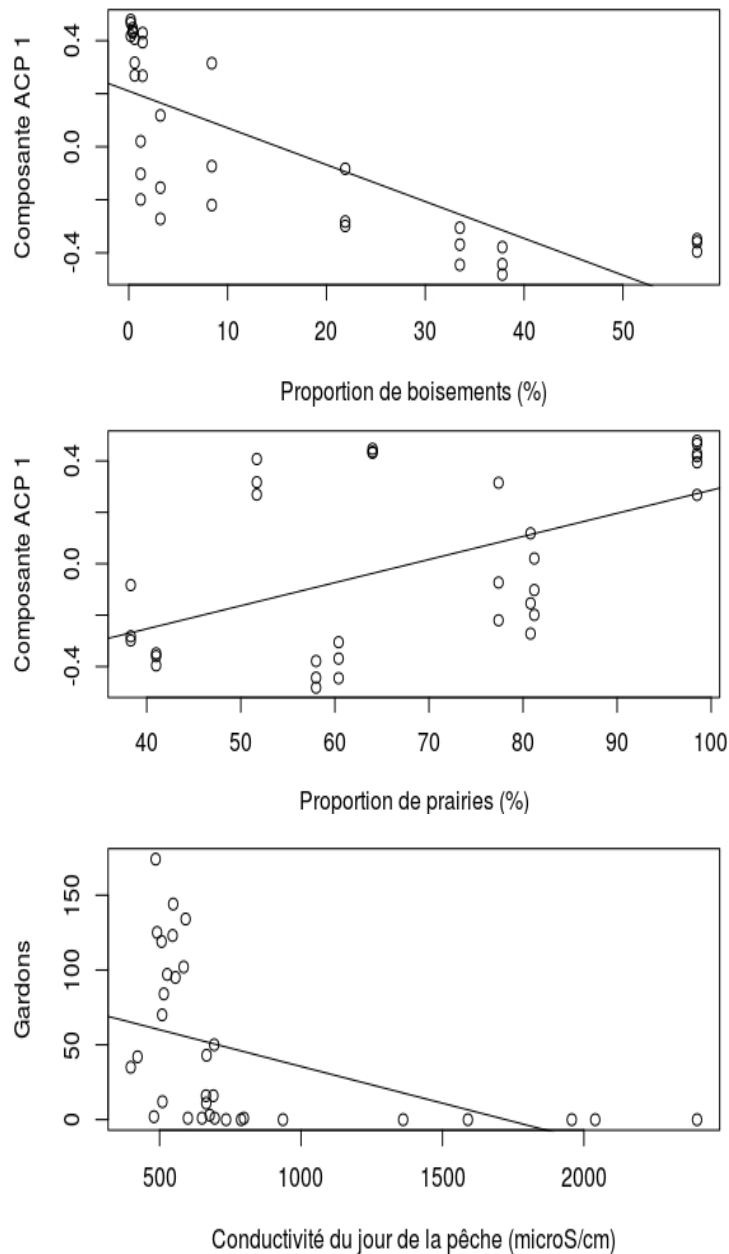 Composante ACP 1
0.4
0.0
-0.4
0 10 20 30 40 50
Proportion de boisements (%)
Composante ACP 1
0.4
0.0
-0.4
40 50 60 70 80 90 100
Proportion de prairies (%)
Gardons
150
100
50
0
500 1000 1500 2000
Conductivité du jour de la pêche (microS/cm)